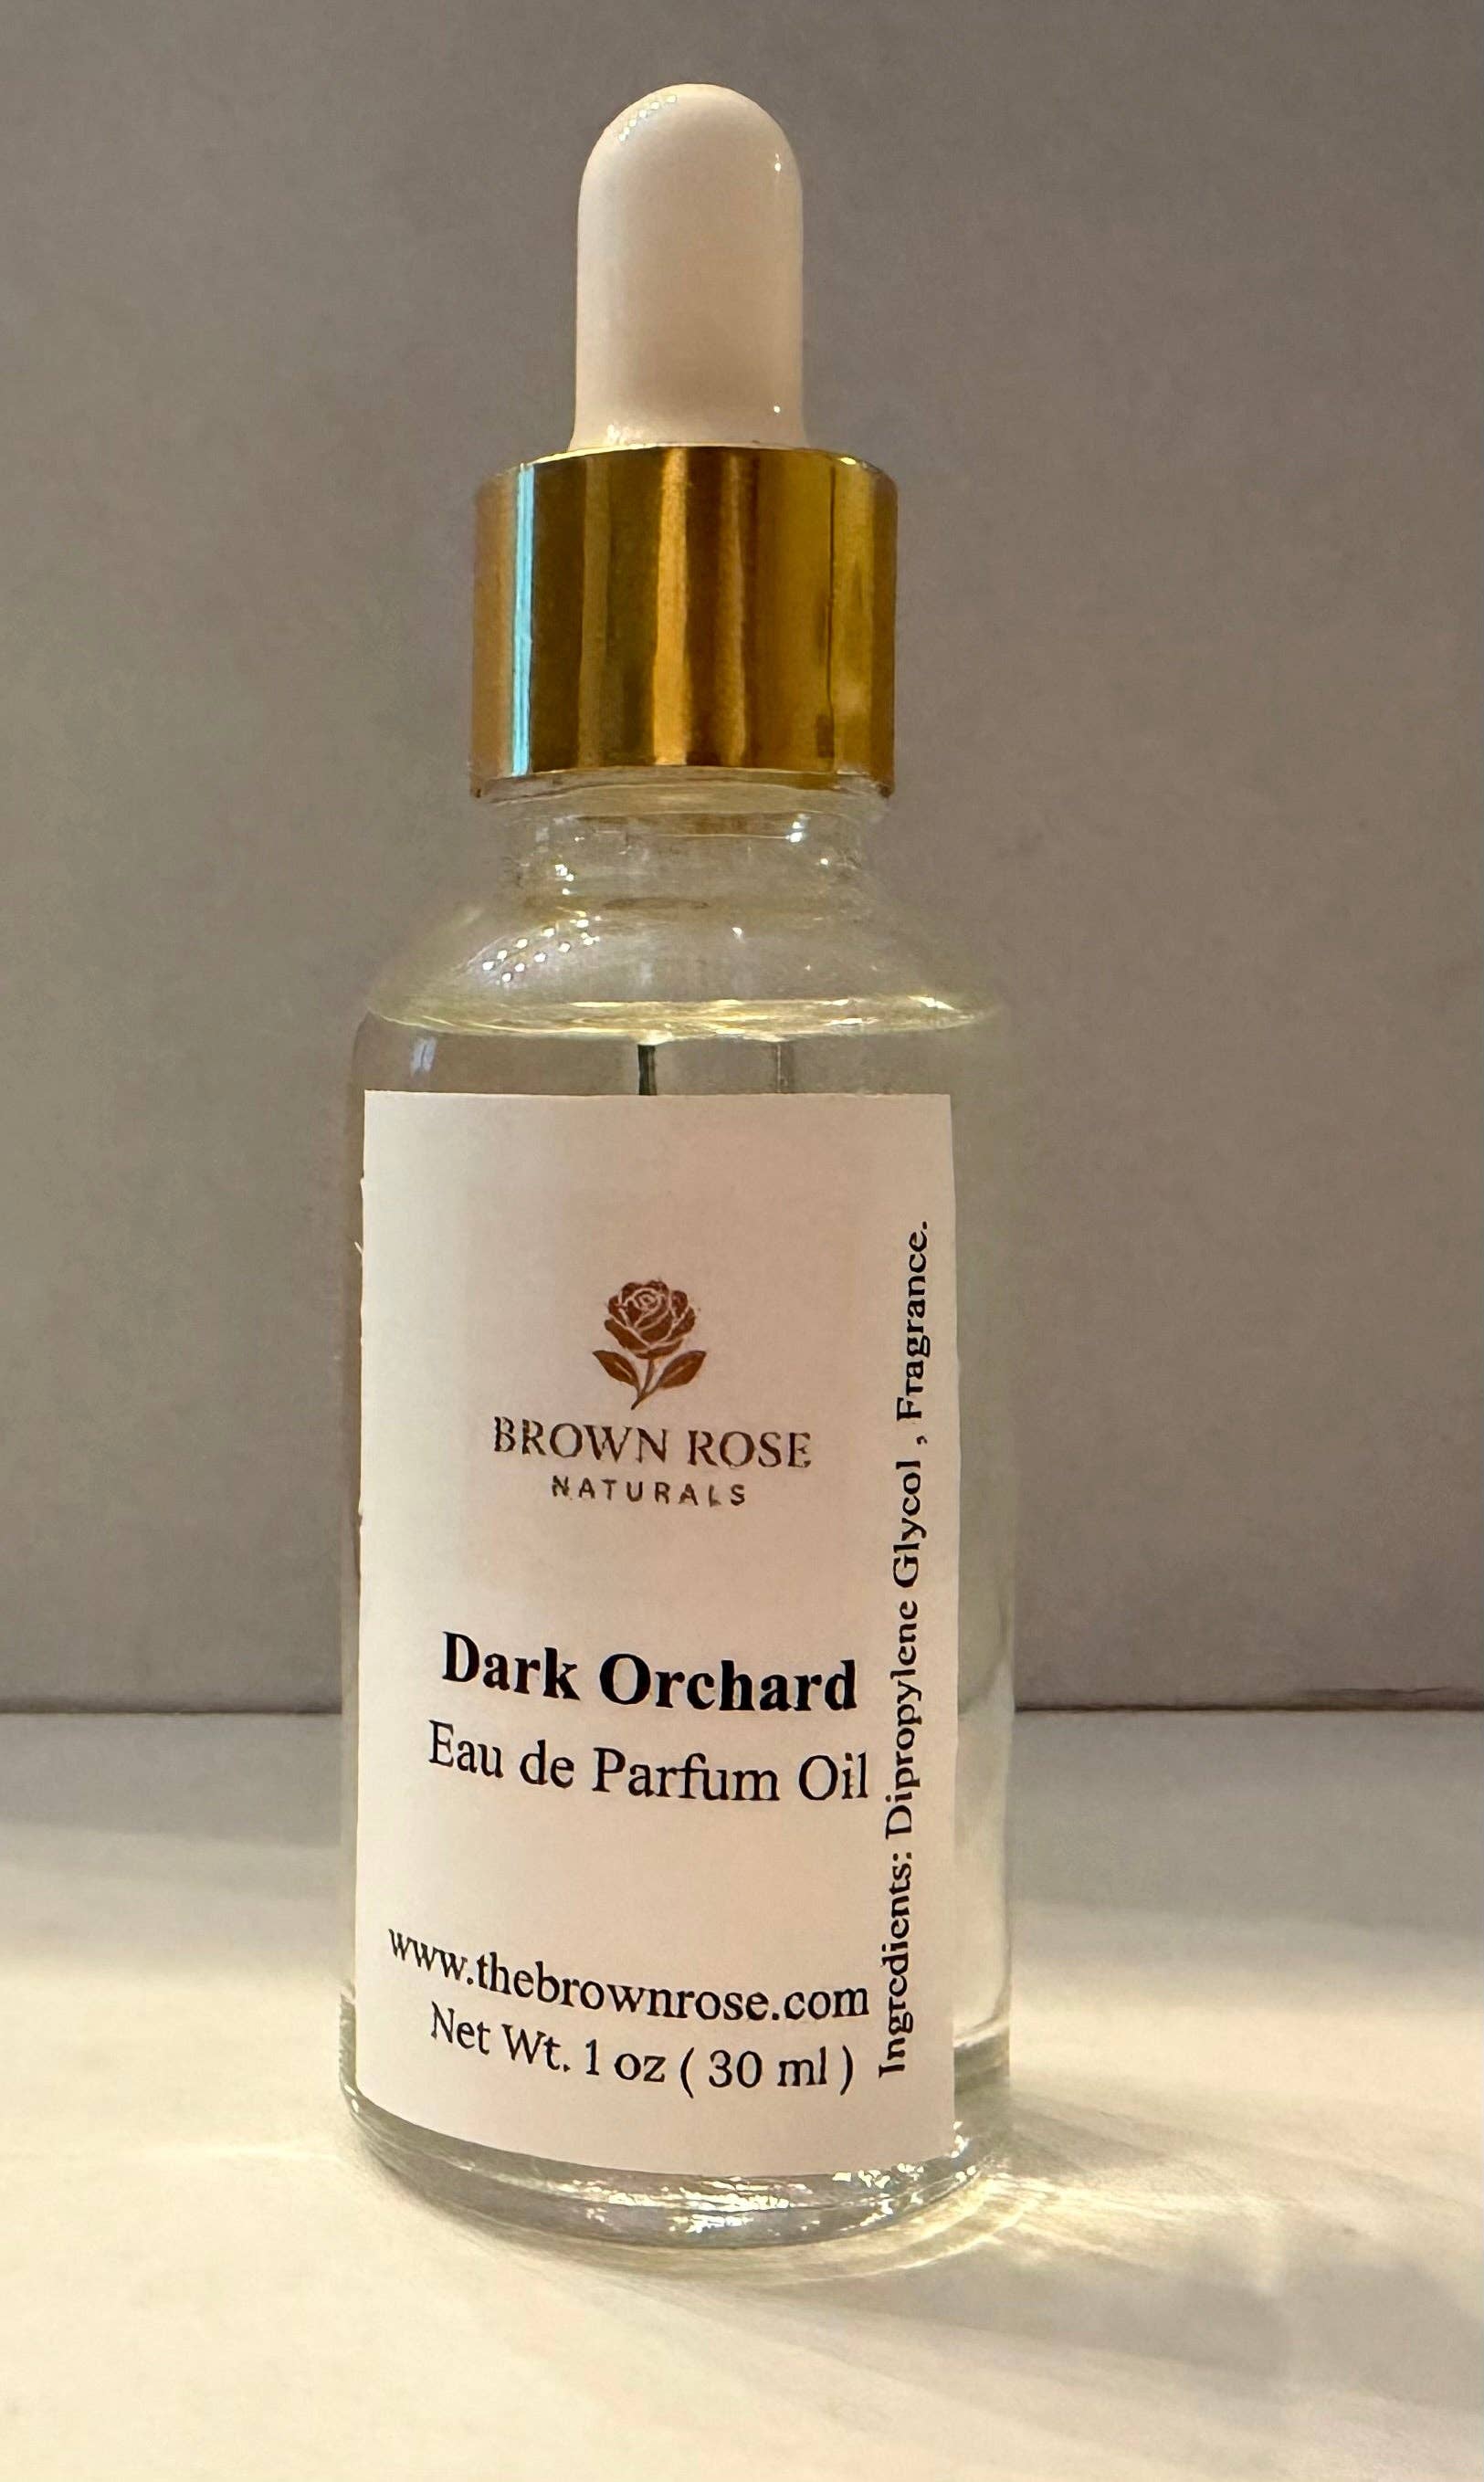 BROWN ROSE
NATURALS
Dark Orchard
Eau de Parfum Oil
www.thebrownrose.com
Net Wt. 1 oz ( 30 ml )
Ingredients: Dipropylene Glycol , Fragrance.